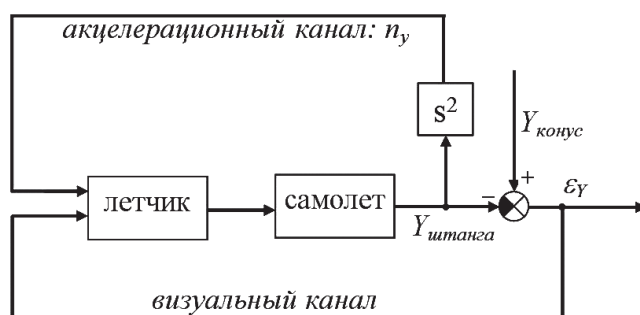 акцелерационный канал: n_y
s²
Y_конус
+
летчик
самолет
−
ε_Y
Y_штанга
визуальный канал